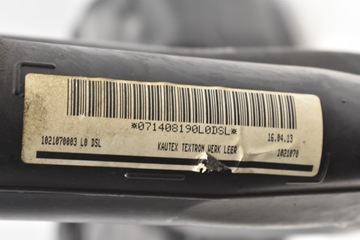 *071408190L0DSL*
16.04.13
1021070003 L0 DSL
KAUTEX TEXTRON WERK LEER
1021070